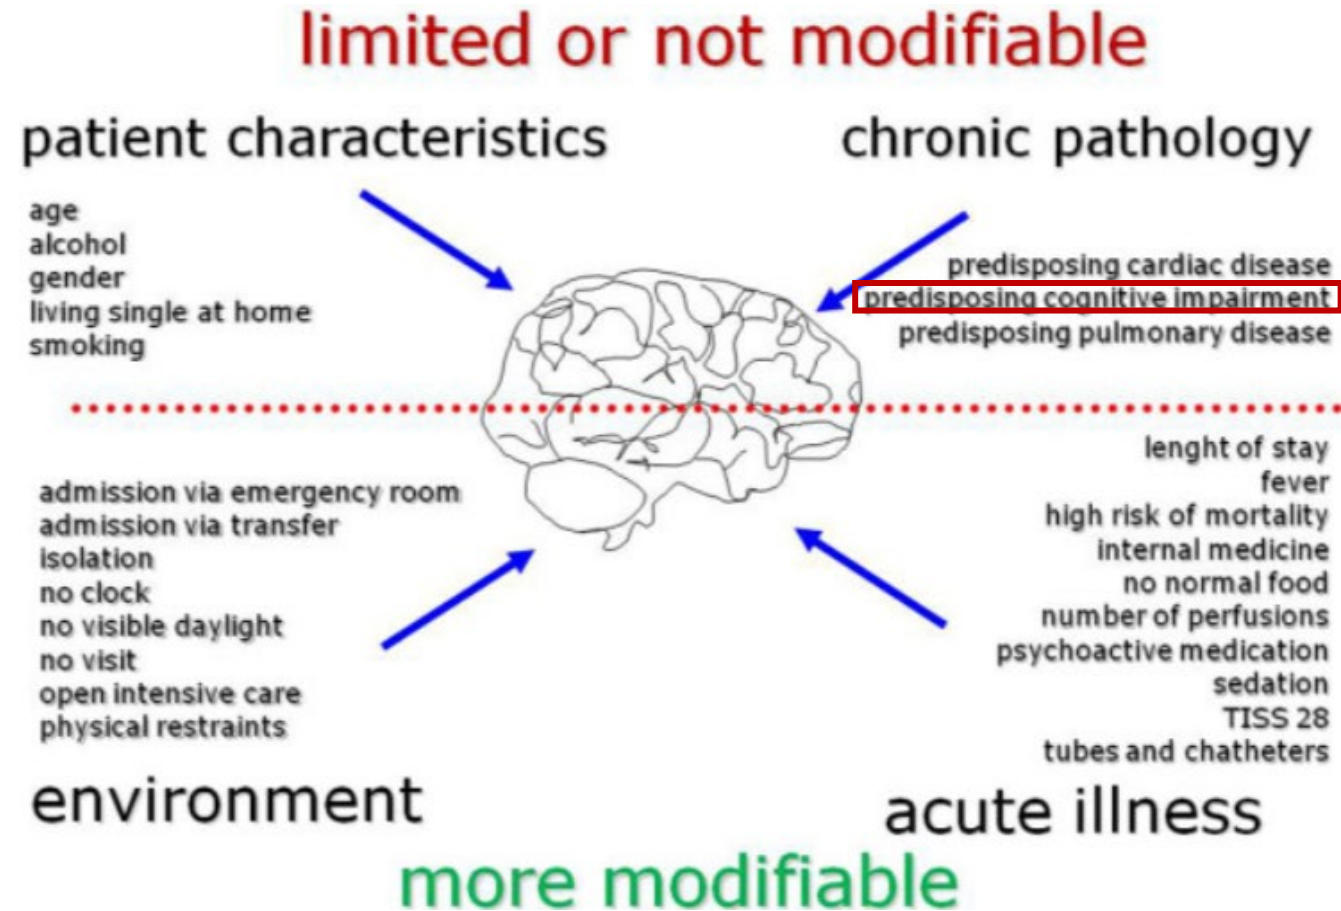 limited or not modifiable
patient characteristics
age
alcohol
gender
living single at home
smoking
chronic pathology
predisposing cardiac disease
predisposing cognitive impairment
predisposing pulmonary disease
admission via emergency room
admission via transfer
isolation
no clock
no visible daylight
no visit
open intensive care
physical restraints
environment
lenght of stay
fever
high risk of mortality
internal medicine
no normal food
number of perfusions
psychoactive medication
sedation
TISS 28
tubes and chatheters
acute illness
more modifiable